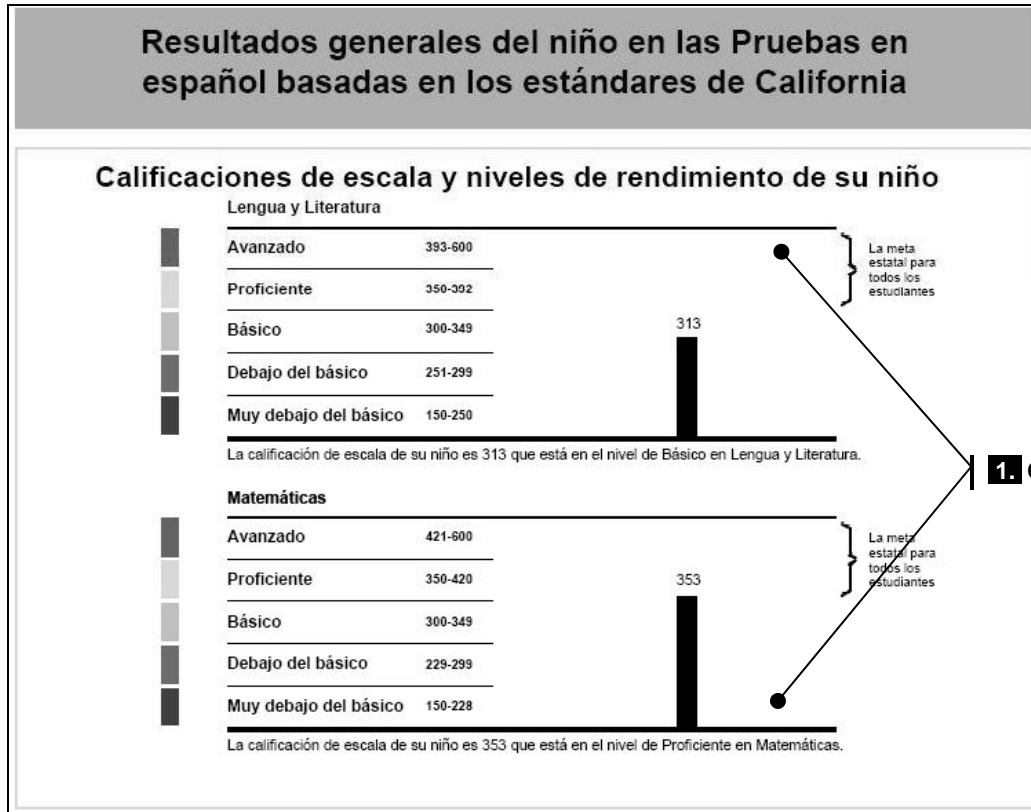 Resultados generales del niño en las Pruebas en
español basadas en los estándares de California
Calificaciones de escala y niveles de rendimiento de su niño
Lengua y Literatura
Avanzado 393-600
Proficiente 350-392
Básico 300-349
Debajo del básico 251-299
Muy debajo del básico 150-250
313
La meta
estatal para
todos los
estudiantes
La calificación de escala de su niño es 313 que está en el nivel de Básico en Lengua y Literatura.
1.
Matemáticas
Avanzado 421-600
Proficiente 350-420
Básico 300-349
Debajo del básico 229-299
Muy debajo del básico 150-228
353
La meta
estatal para
todos los
estudiantes
La calificación de escala de su niño es 353 que está en el nivel de Proficiente en Matemáticas.